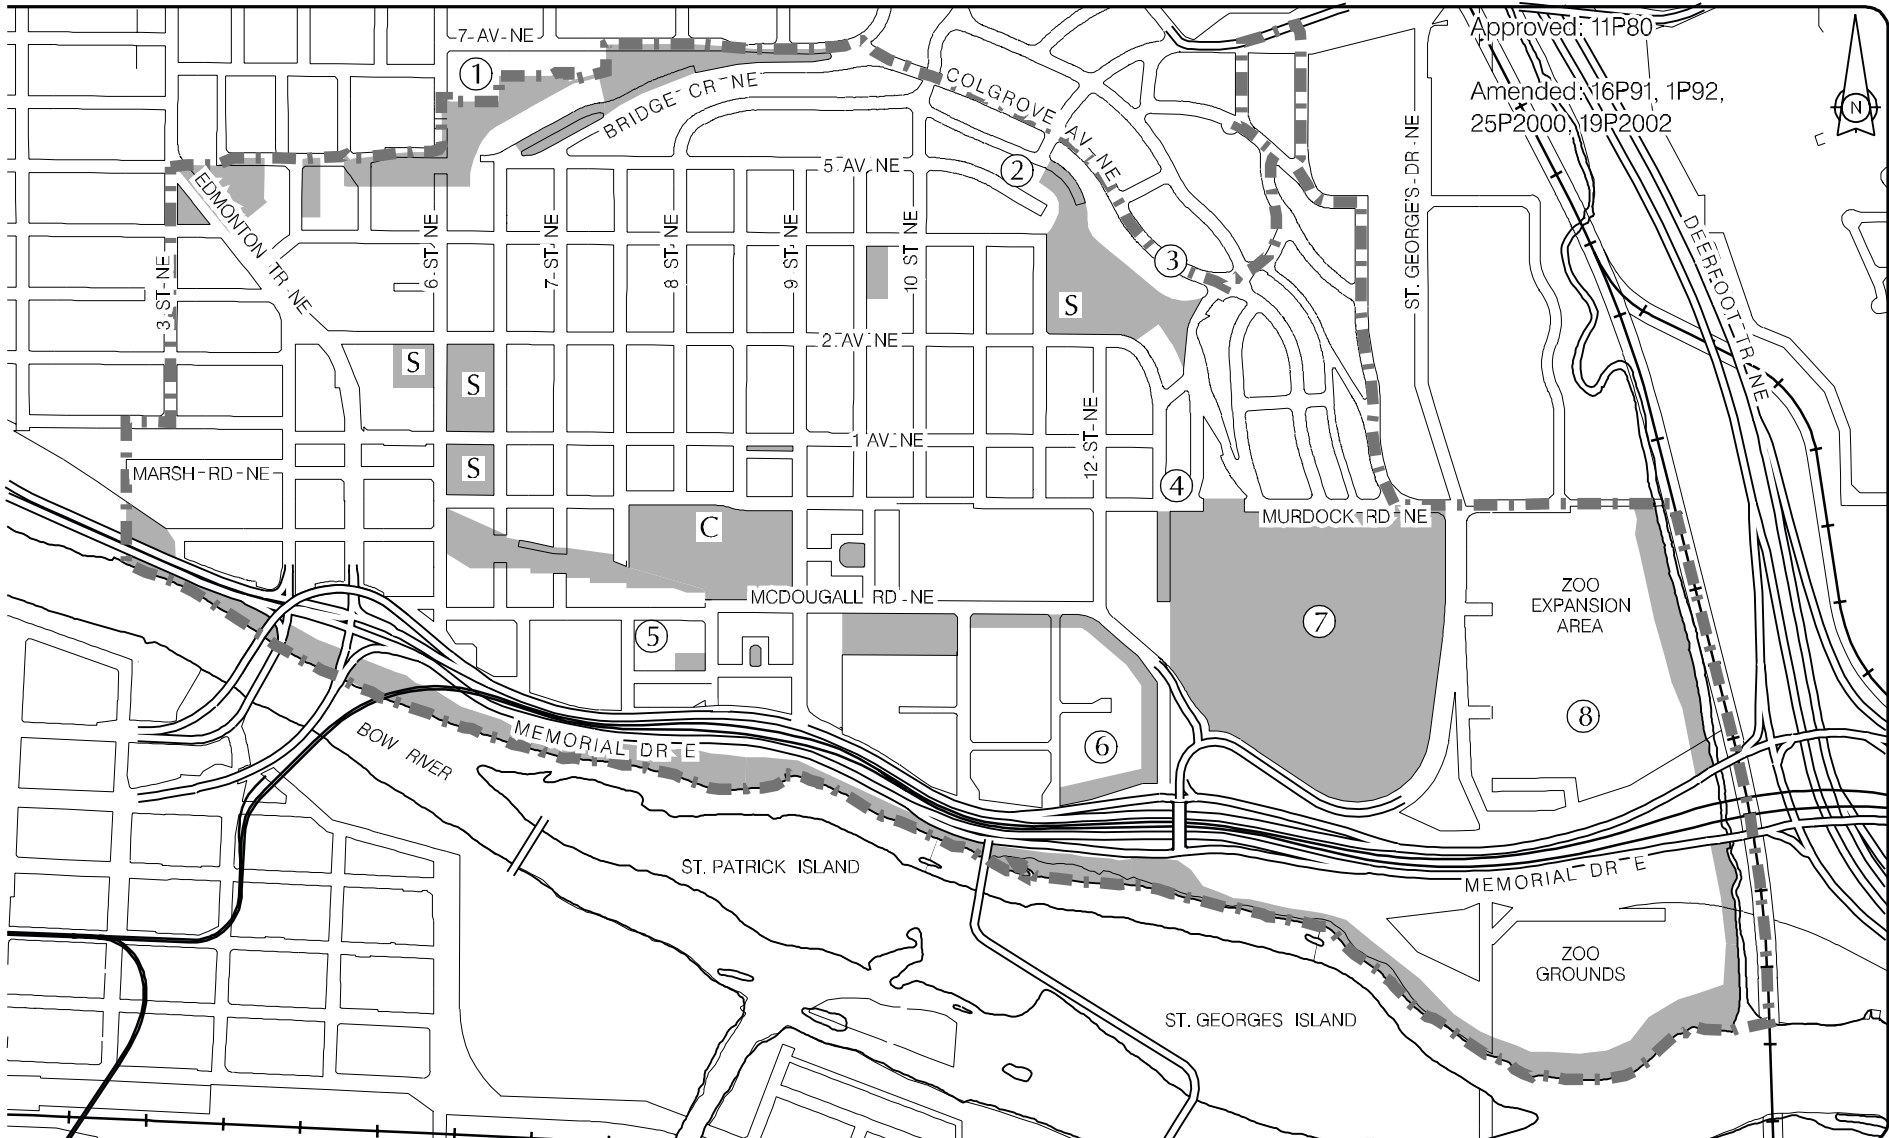 Approved: 11P80
Amended: 16P91, 1P92,
25P2000, 19P2002
N
7 AV NE
1
BRIDGE CR NE
COLGROVE AV NE
2
5 AV NE
EDMONTON TR NE
3 ST NE
6 ST NE
7 ST NE
8 ST NE
9 ST NE
10 ST NE
ST. GEORGE'S DR NE
DEERFOOT TR NE
3
S
2 AV NE
S
S
12 ST NE
1 AV NE
S
MARSH RD NE
4
MURDOCK RD NE
C
ZOO
EXPANSION
AREA
MCDOUGALL RD NE
7
5
6
8
MEMORIAL DR E
BOW RIVER
ST. PATRICK ISLAND
MEMORIAL DR E
ZOO
GROUNDS
ST. GEORGES ISLAND